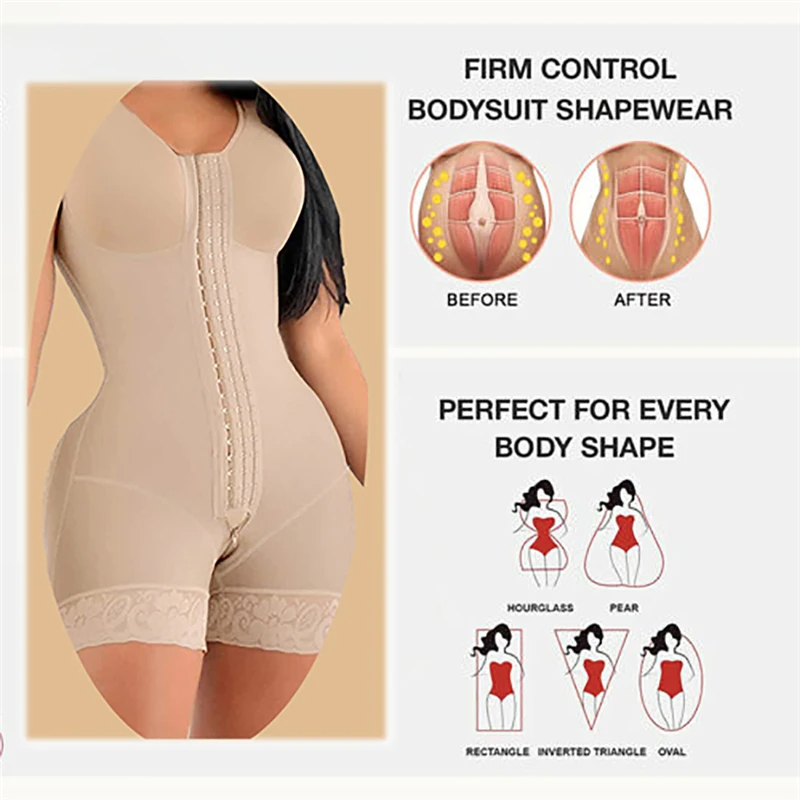 FIRM CONTROL
BODYSUIT SHAPEWEAR
BEFORE AFTER
PERFECT FOR EVERY
BODY SHAPE
HOURGLASS PEAR
RECTANGLE INVERTED TRIANGLE OVAL